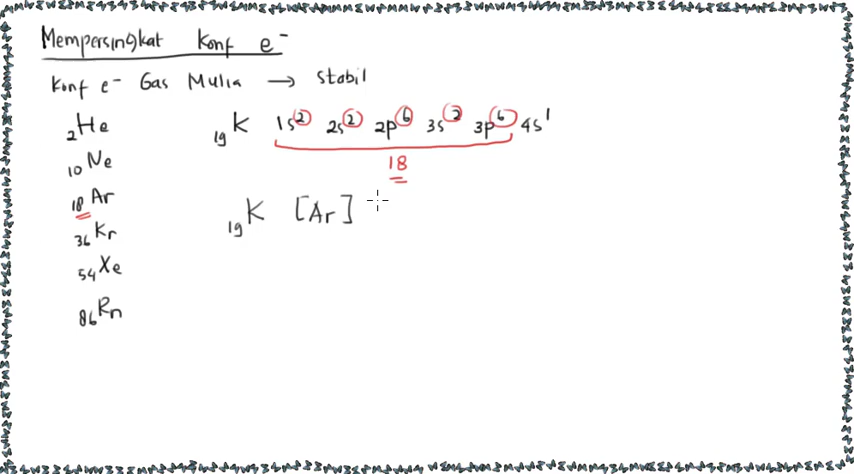 Mempersingkat Konf e⁻
Konf e⁻ Gas Mulia → Stabil
₂He
₁₉K 1s² 2s² 2p⁶ 3s² 3p⁶ 4s¹
₁₀Ne
18
₁₈Ar
₁₉K [Ar]
₃₆Kr
₅₄Xe
₈₆Rn